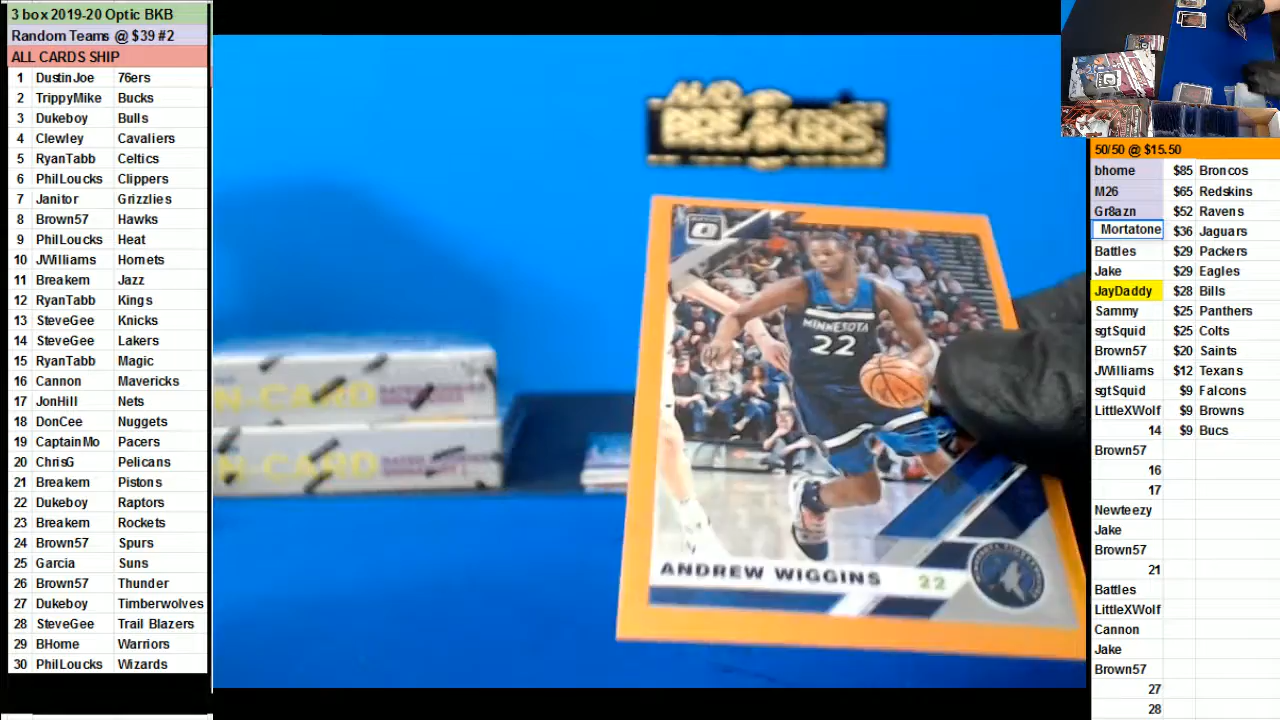 3 box 2019-20 Optic BKB
Random Teams @ $39 #2
ALL CARDS SHIP
1 DustinJoe 76ers
2 TrippyMike Bucks
3 Dukeboy Bulls
4 Clewley Cavaliers
5 RyanTabb Celtics
6 PhilLoucks Clippers
7 Janitor Grizzlies
8 Brown57 Hawks
9 PhilLoucks Heat
10 JWilliams Hornets
11 Breakem Jazz
12 RyanTabb Kings
13 SteveGee Knicks
14 SteveGee Lakers
15 RyanTabb Magic
16 Cannon Mavericks
17 JonHill Nets
18 DonCee Nuggets
19 CaptainMo Pacers
20 ChrisG Pelicans
21 Breakem Pistons
22 Dukeboy Raptors
23 Breakem Rockets
24 Brown57 Spurs
25 Garcia Suns
26 Brown57 Thunder
27 Dukeboy Timberwolves
28 SteveGee Trail Blazers
29 BHome Warriors
30 PhilLoucks Wizards
BREAKERS
N-CARD
N-CARD
OPTIC
MINNESOTA
22
ANDREW WIGGINS 22
50/50 @ $15.50
bhome $85 Broncos
M26 $65 Redskins
Gr8azn $52 Ravens
Mortatone $36 Jaguars
Battles $29 Packers
Jake $29 Eagles
JayDaddy $28 Bills
Sammy $25 Panthers
sgtSquid $25 Colts
Brown57 $20 Saints
JWilliams $12 Texans
sgtSquid $9 Falcons
LittleXWolf $9 Browns
14 $9 Bucs
Brown57
16
17
Newteezy
Jake
Brown57
21
Battles
LittleXWolf
Cannon
Jake
Brown57
27
28